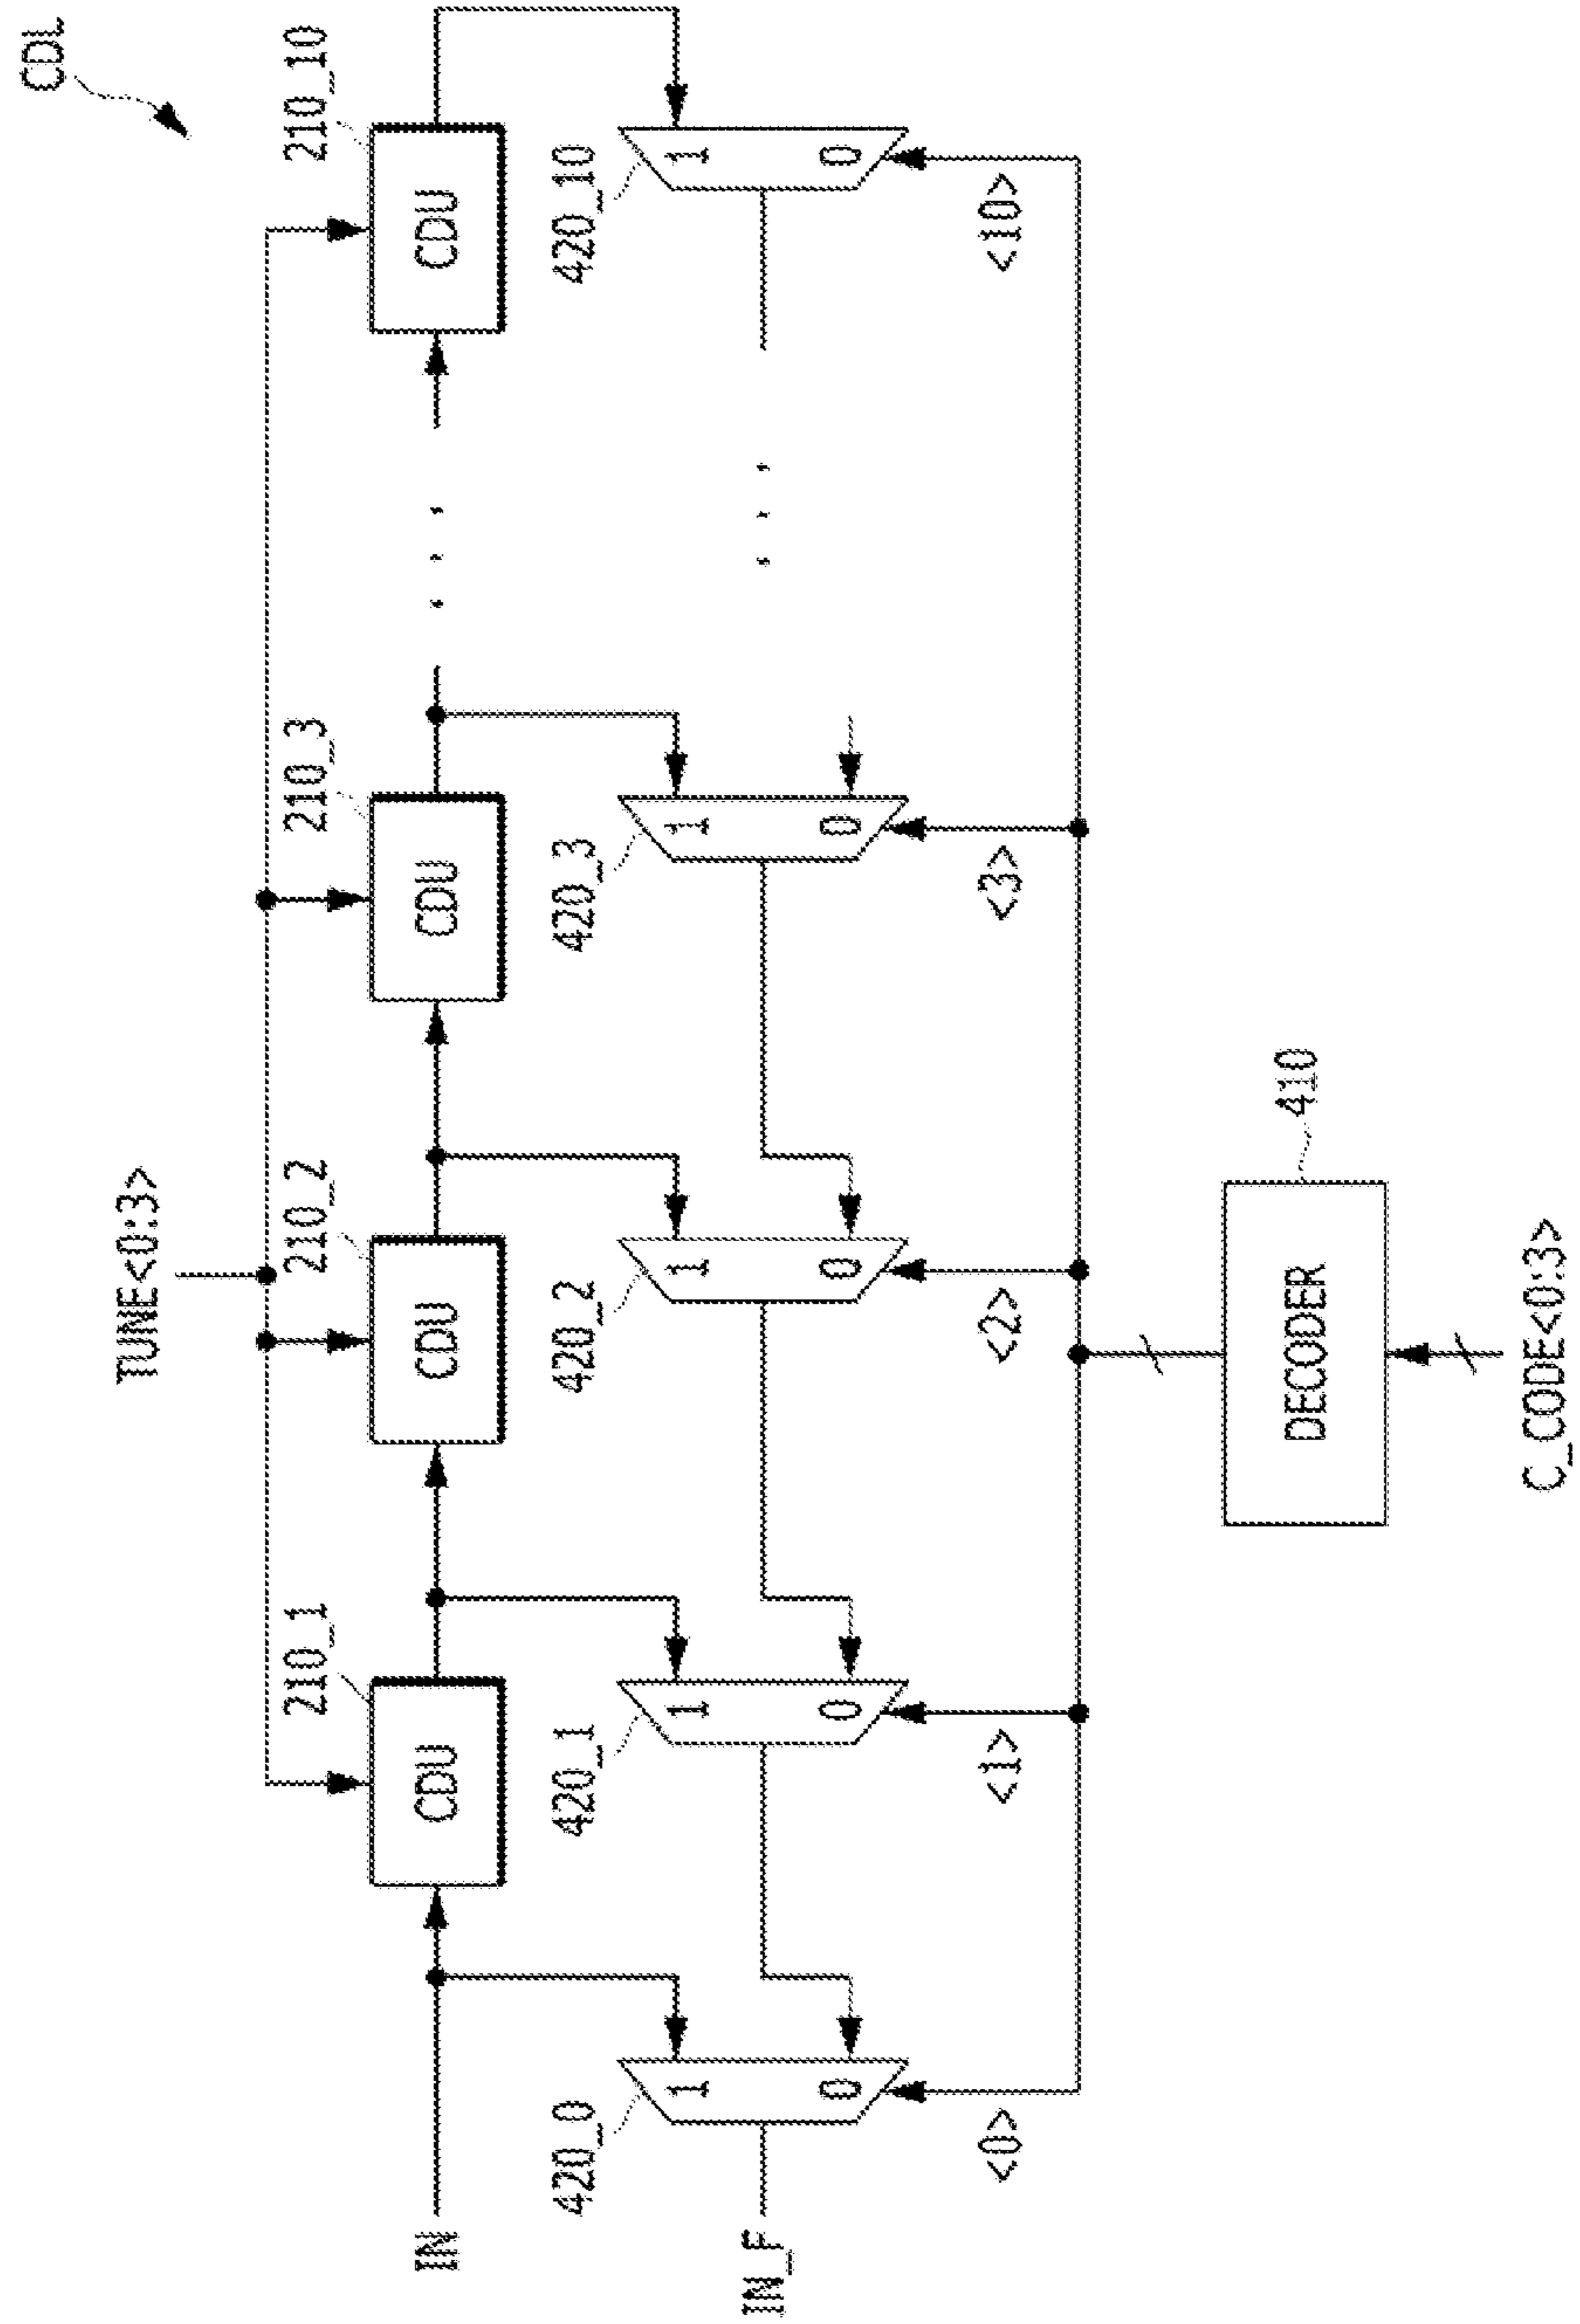 CDL
TUNE<0:3>
210_1
210_2
210_3
210_10
IN
CDU
CDU
CDU
CDU
420_0
420_1
420_2
420_3
420_10
1
1
1
1
1
IN_F
0
0
0
0
0
<0>
<1>
<2>
<3>
<10>
DECODER
410
C_CODE<0:3>